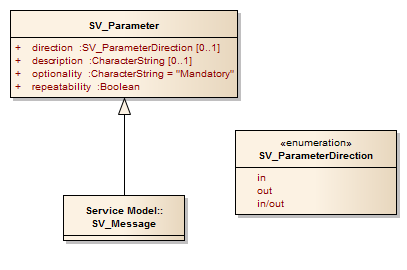 SV_Parameter
+ direction :SV_ParameterDirection [0..1]
+ description :CharacterString [0..1]
+ optionality :CharacterString = "Mandatory"
+ repeatability :Boolean
«enumeration»
SV_ParameterDirection
in
out
in/out
Service Model::
SV_Message